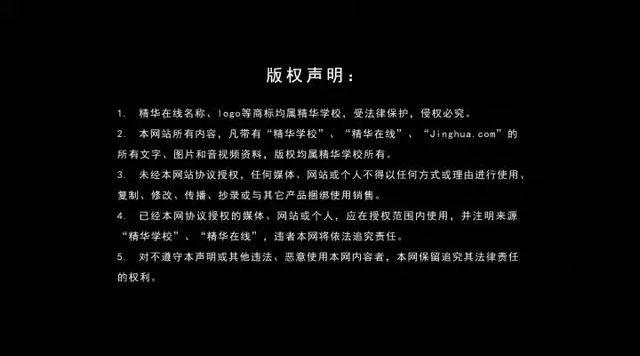 版权声明：
1. 精华在线名称、logo等商标均属精华学校，受法律保护，侵权必究。
2. 本网站所有内容，凡带有“精华学校”、“精华在线”、“Jinghua.com”的
所有文字、图片和音视频资料，版权均属精华学校所有。
3. 未经本网站协议授权，任何媒体、网站或个人不得以任何方式或理由进行使用、
复制、修改、传播、抄录或与其它产品捆绑使用销售。
4. 已经本网协议授权的媒体、网站或个人，应在授权范围内使用，并注明来源
“精华学校”、“精华在线”，违者本网将依法追究责任。
5. 对不遵守本声明或其他违法、恶意使用本网内容者，本网保留追究其法律责任
的权利。